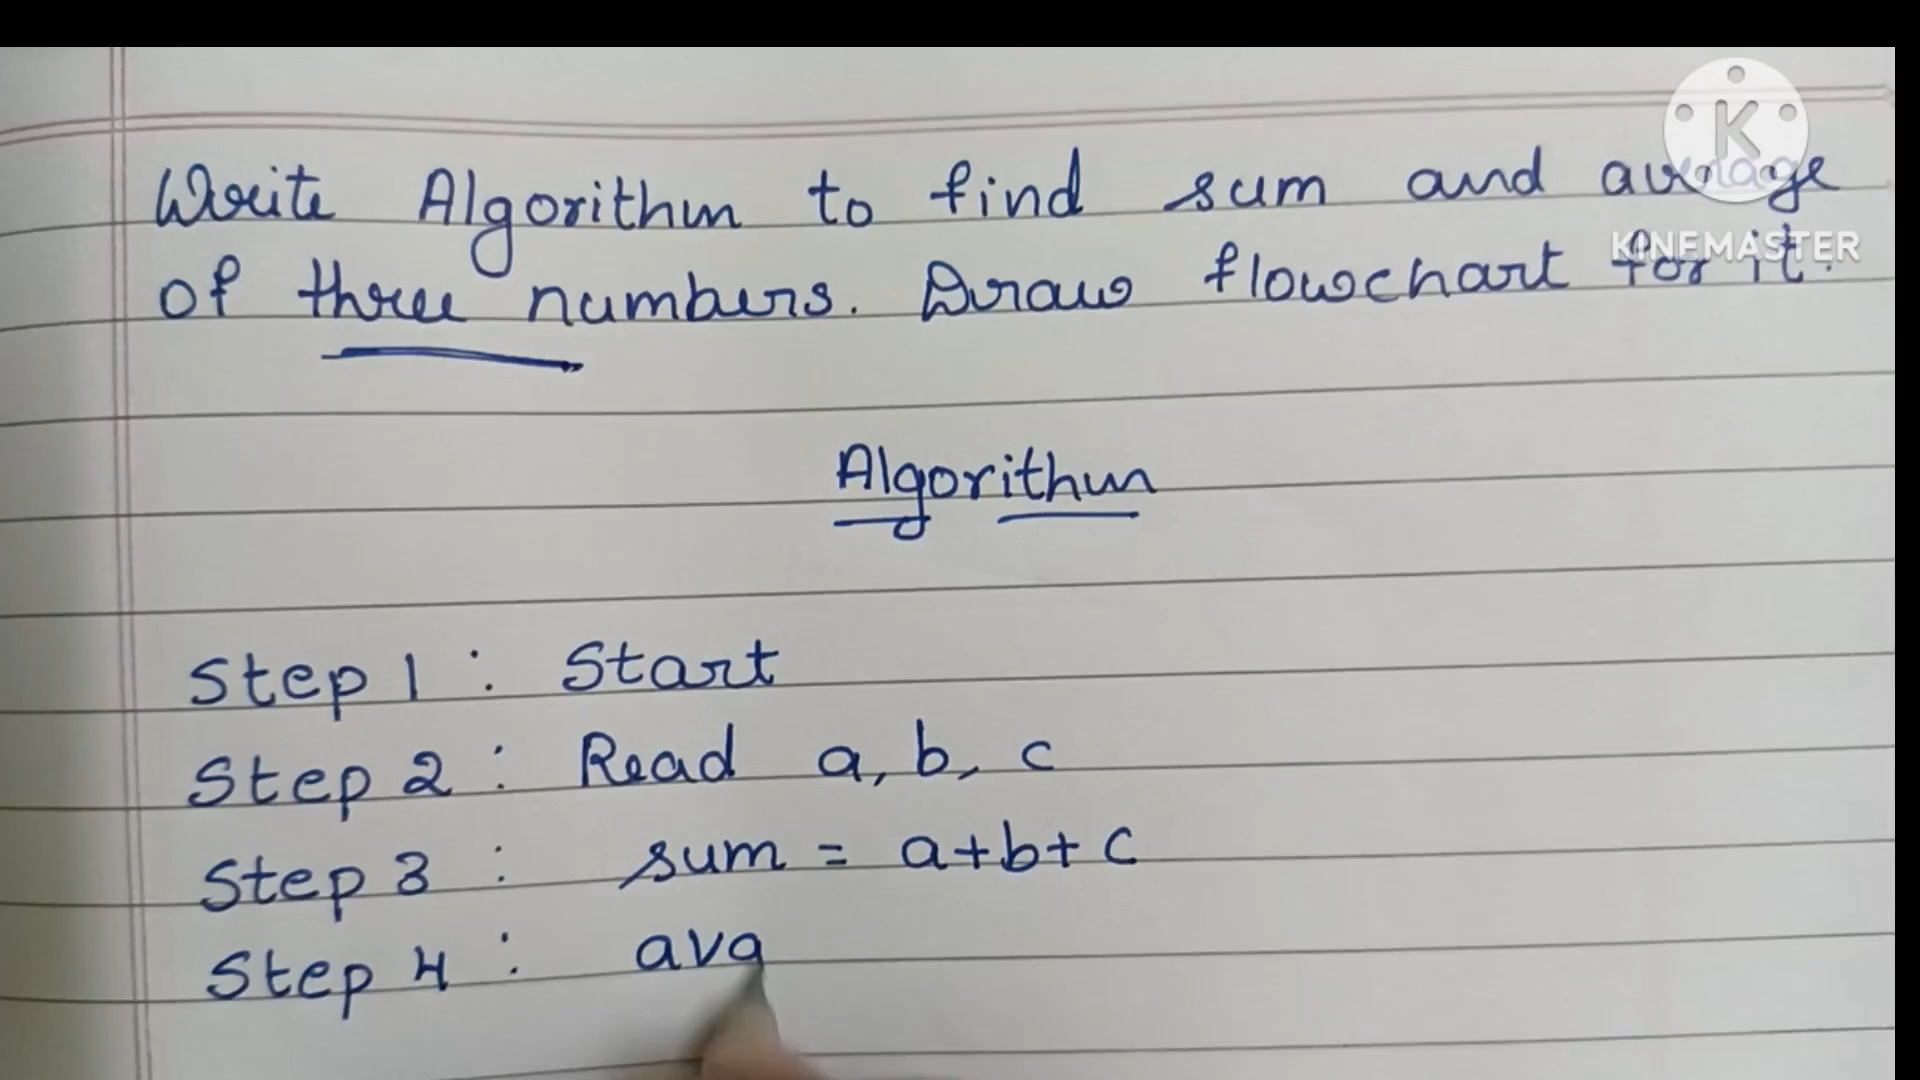 Write Algorithm to find sum and average
of three numbers. Draw flowchart for it.
K
KINEMASTER
Algorithm
Step 1 : Start
Step 2 : Read a, b, c
Step 3 : sum = a+b+c
Step 4 : avg